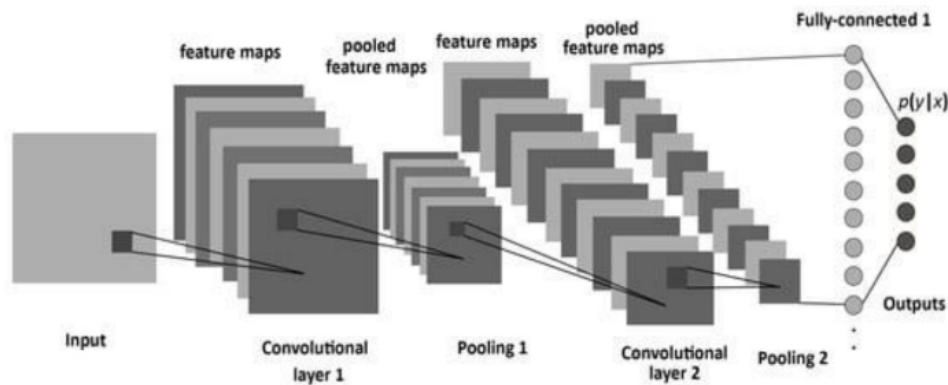 Fully-connected 1
pooled
feature maps
feature maps
pooled
feature maps
feature maps
p(y|x)
Input
Convolutional
layer 1
Pooling 1
Convolutional
layer 2
Pooling 2
Outputs